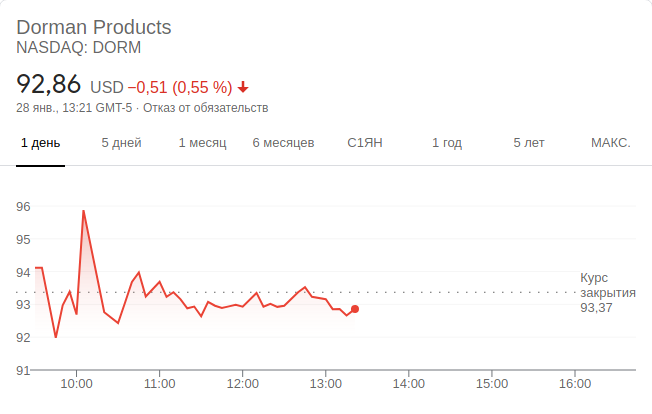 Dorman Products
NASDAQ: DORM
92,86 USD −0,51 (0,55 %)
28 янв., 13:21 GMT-5 · Отказ от обязательств
1 день 5 дней 1 месяц 6 месяцев С1ЯН 1 год 5 лет МАКС.
96
95
94
93
92
91
Курс
закрытия
93,37
10:00 11:00 12:00 13:00 14:00 15:00 16:00